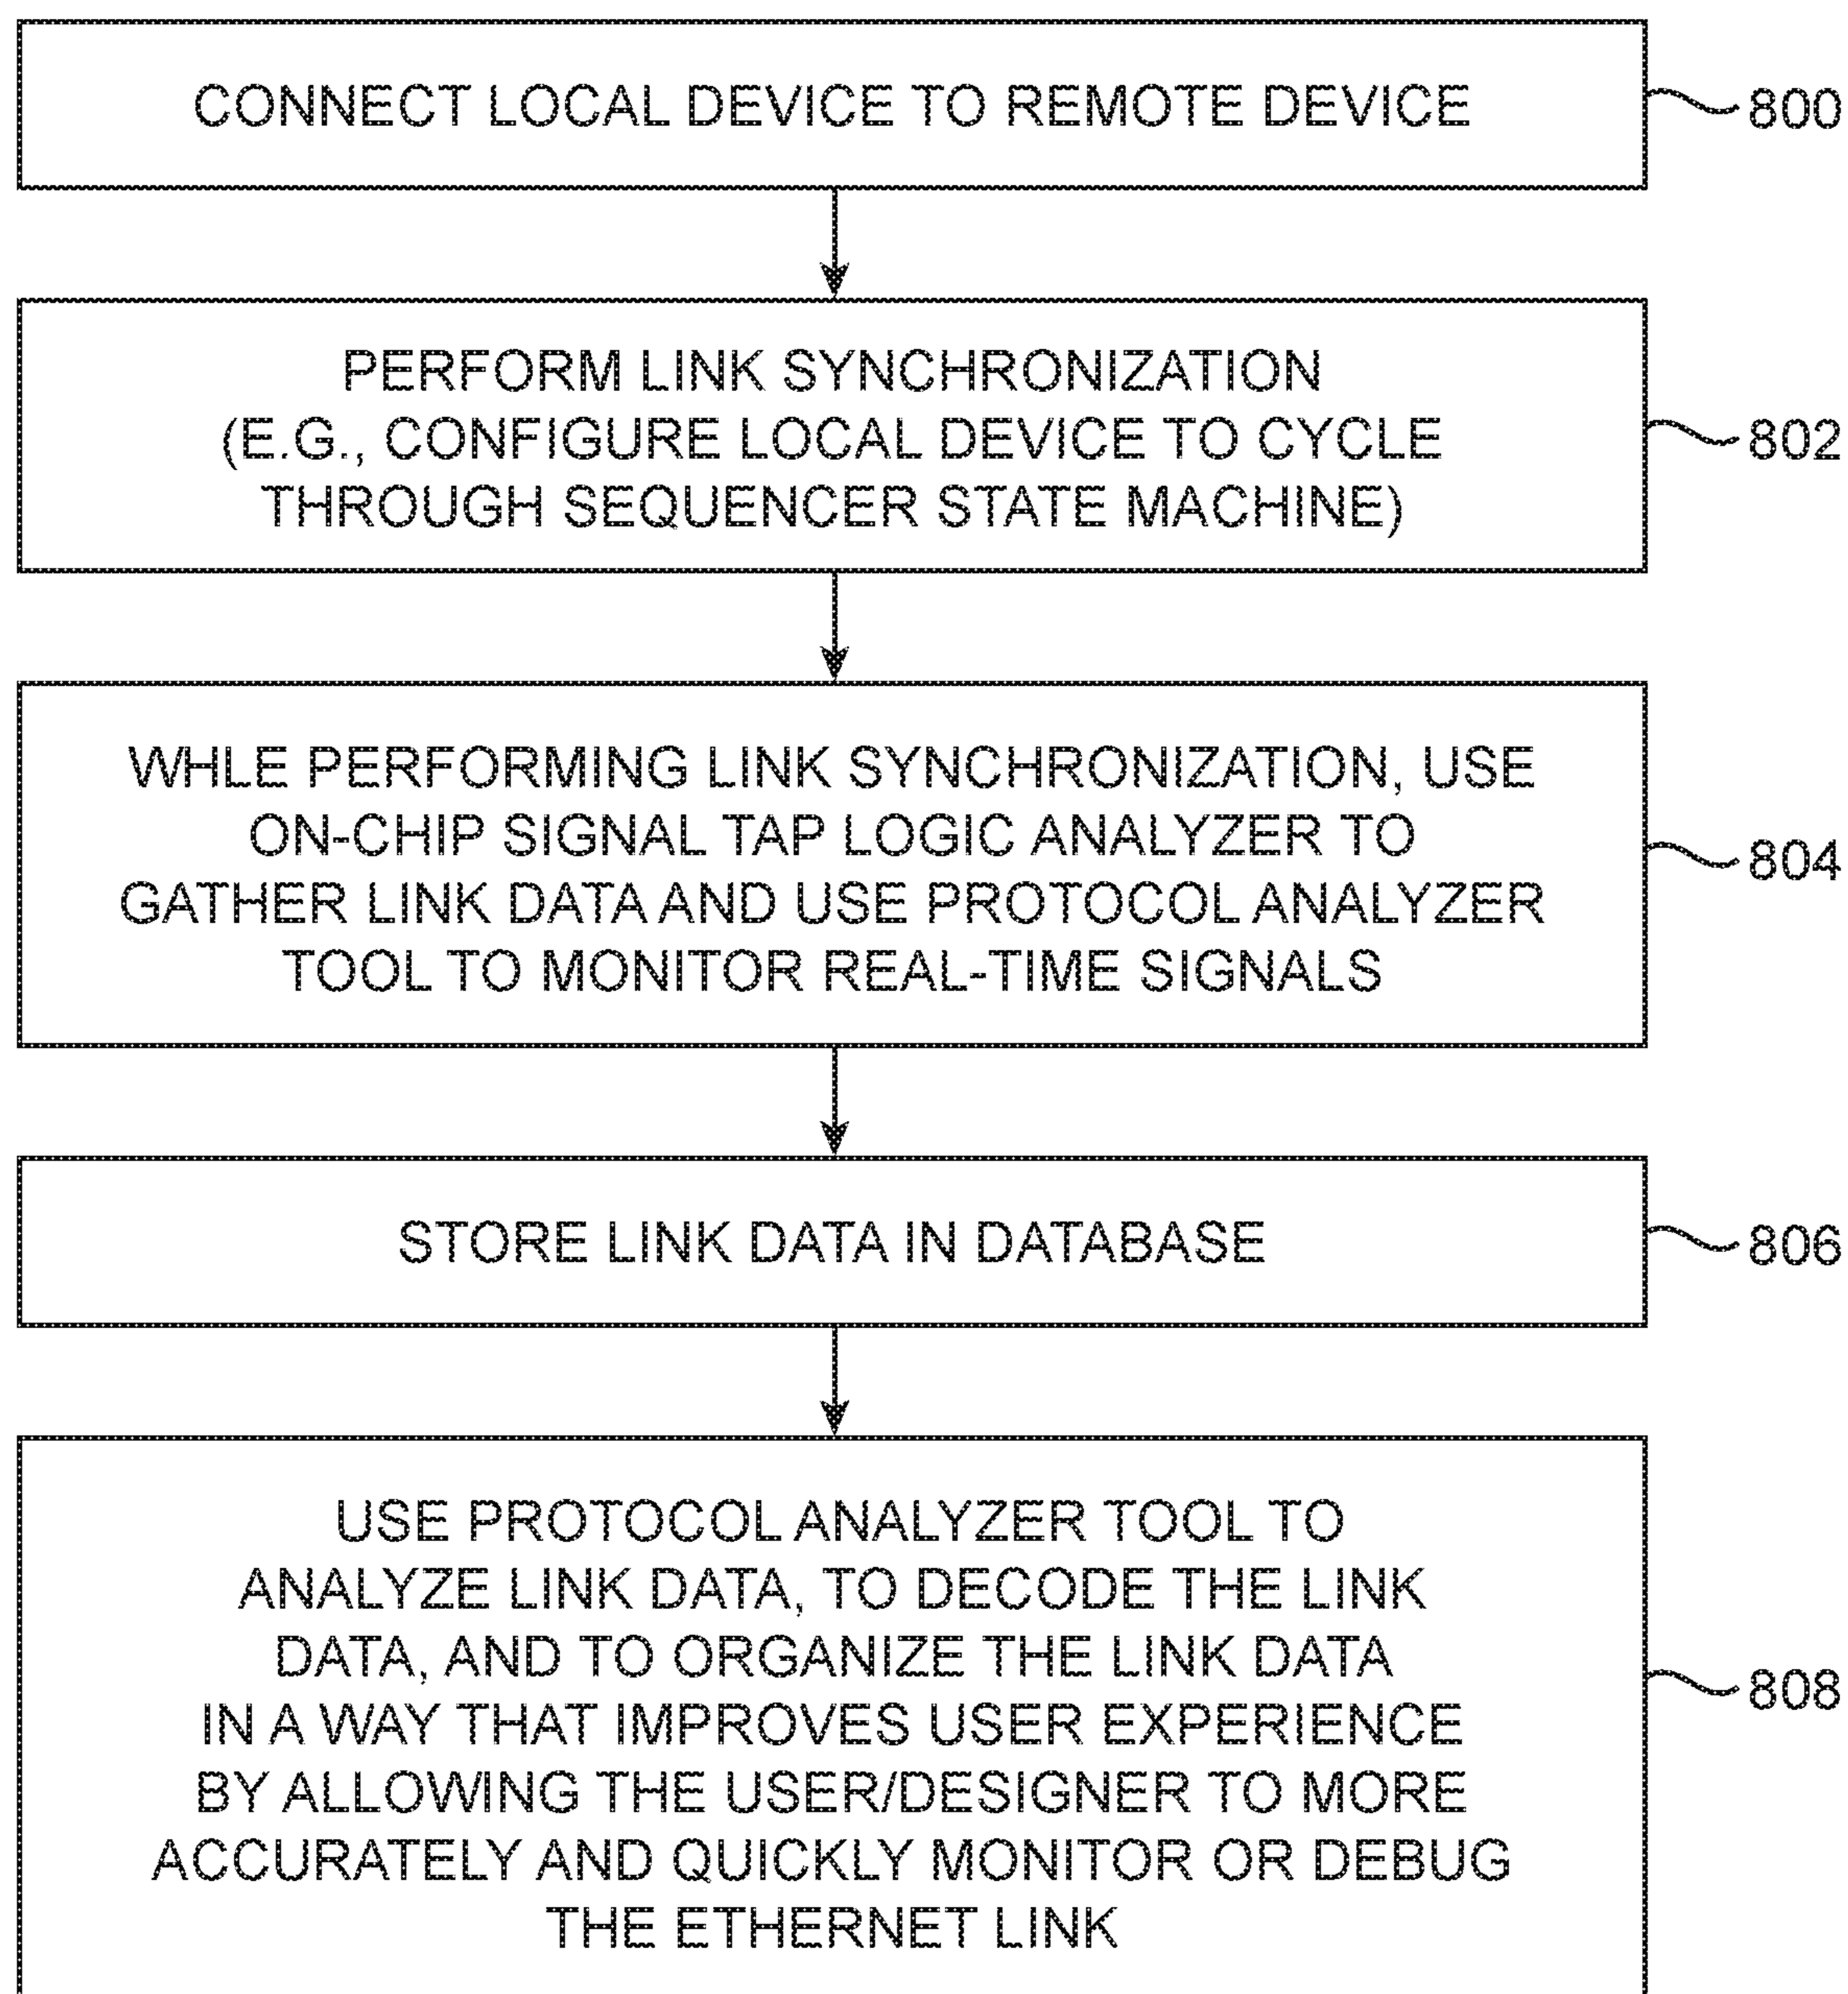 CONNECT LOCAL DEVICE TO REMOTE DEVICE
800
PERFORM LINK SYNCHRONIZATION
(E.G., CONFIGURE LOCAL DEVICE TO CYCLE
THROUGH SEQUENCER STATE MACHINE)
802
WHLE PERFORMING LINK SYNCHRONIZATION, USE
ON-CHIP SIGNAL TAP LOGIC ANALYZER TO
GATHER LINK DATA AND USE PROTOCOL ANALYZER
TOOL TO MONITOR REAL-TIME SIGNALS
804
STORE LINK DATA IN DATABASE
806
USE PROTOCOL ANALYZER TOOL TO
ANALYZE LINK DATA, TO DECODE THE LINK
DATA, AND TO ORGANIZE THE LINK DATA
IN A WAY THAT IMPROVES USER EXPERIENCE
BY ALLOWING THE USER/DESIGNER TO MORE
ACCURATELY AND QUICKLY MONITOR OR DEBUG
THE ETHERNET LINK
808